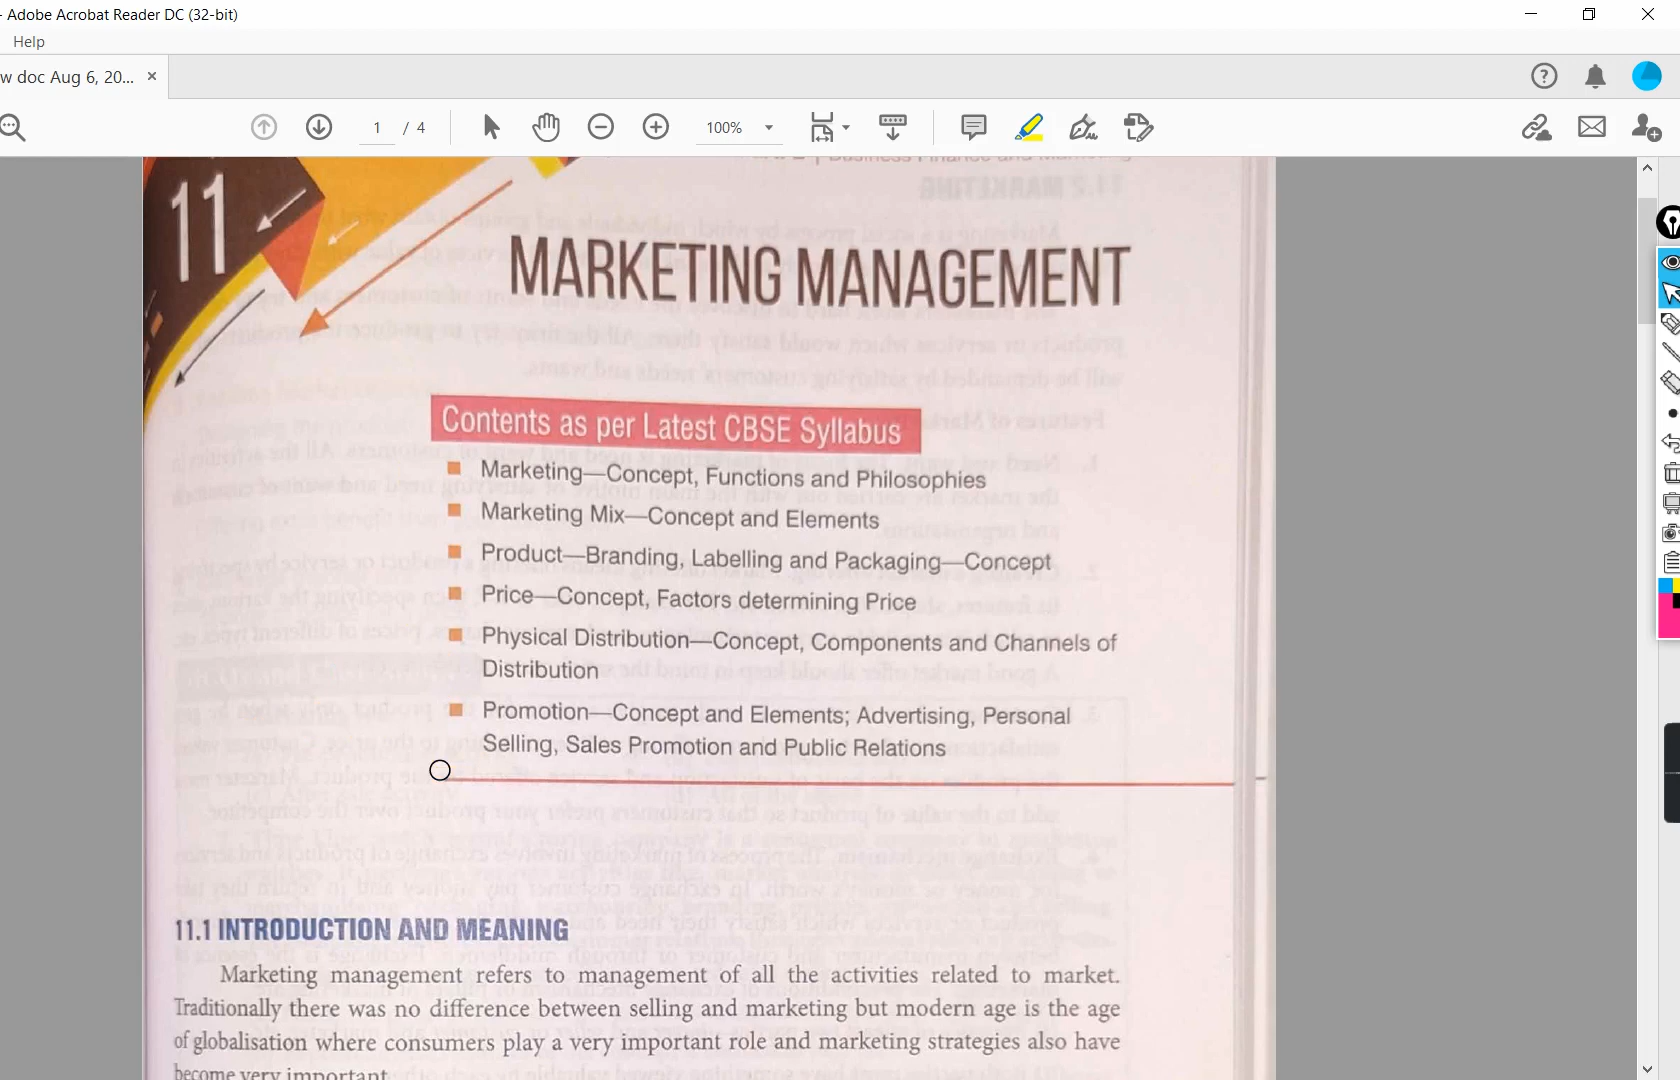 - Adobe Acrobat Reader DC (32-bit)
Help
w doc Aug 6, 20...
1 / 4
100%
11
MARKETING MANAGEMENT
Contents as per Latest CBSE Syllabus
Marketing—Concept, Functions and Philosophies
Marketing Mix—Concept and Elements
Product—Branding, Labelling and Packaging—Concept
Price—Concept, Factors determining Price
Physical Distribution—Concept, Components and Channels of
Distribution
Promotion—Concept and Elements; Advertising, Personal
Selling, Sales Promotion and Public Relations
11.1 INTRODUCTION AND MEANING
Marketing management refers to management of all the activities related to market.
Traditionally there was no difference between selling and marketing but modern age is the age
of globalisation where consumers play a very important role and marketing strategies also have
become very important